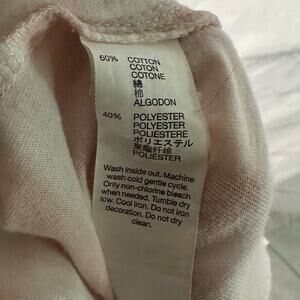 60% COTTON
COTON
COTONE
綿
棉
ALGODON
40% POLYESTER
POLYESTER
POLIESTERE
ポリエステル
聚酯纤维
POLIESTER
Wash inside out. Machine
wash cold gentle cycle.
Only non-chlorine bleach
when needed. Tumble dry
low. Cool iron. Do not iron
decoration. Do not dry
clean.